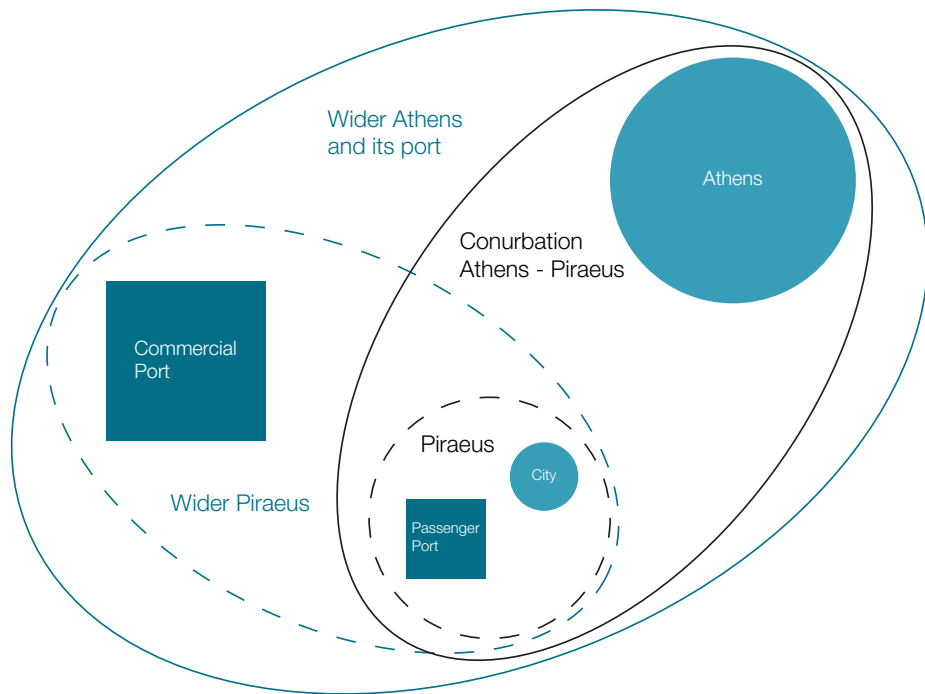 Wider Athens
and its port
Athens
Conurbation
Athens - Piraeus
Commercial
Port
Piraeus
City
Wider Piraeus
Passenger
Port